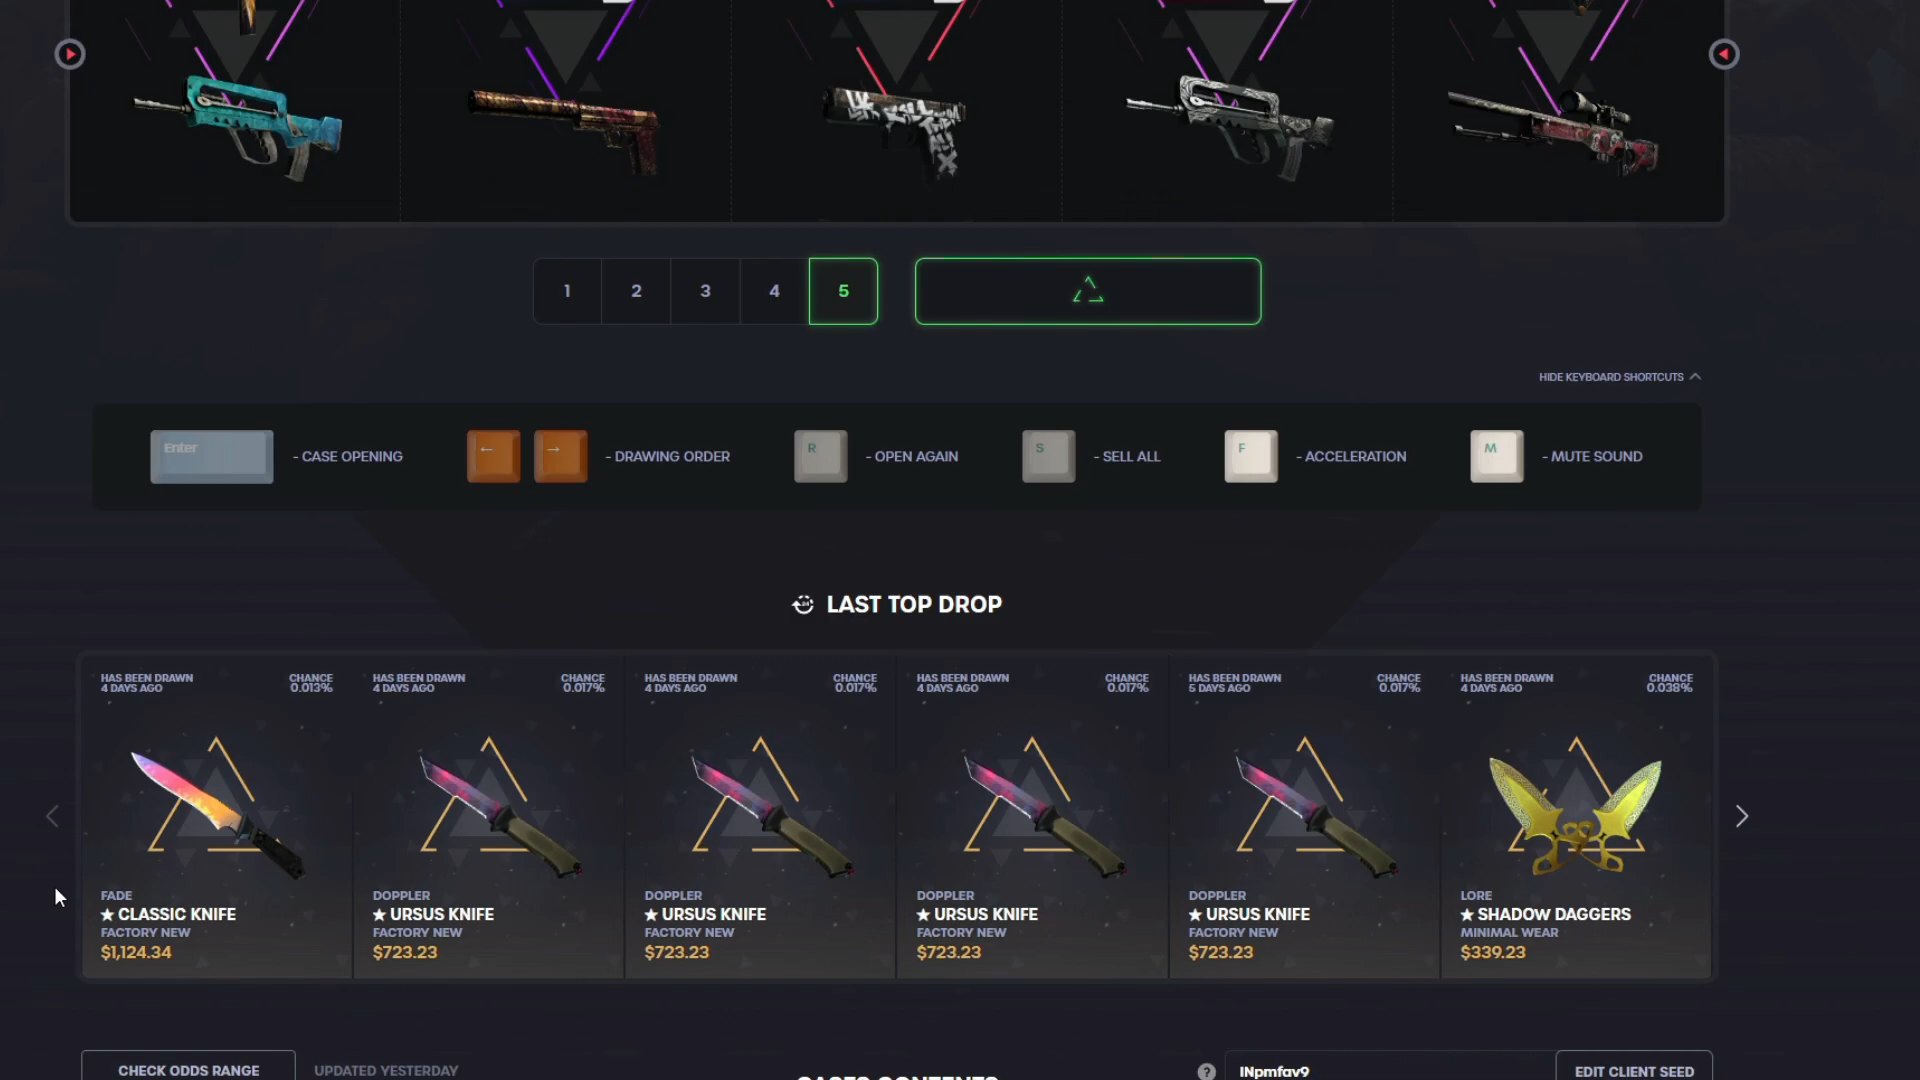 1
2
3
4
5
HIDE KEYBOARD SHORTCUTS
Enter
- CASE OPENING
←
→
- DRAWING ORDER
R
- OPEN AGAIN
S
- SELL ALL
F
- ACCELERATION
M
- MUTE SOUND
LAST TOP DROP
HAS BEEN DRAWN
4 DAYS AGO
CHANCE
0.013%
FADE
★ CLASSIC KNIFE
FACTORY NEW
$1,124.34
HAS BEEN DRAWN
4 DAYS AGO
CHANCE
0.017%
DOPPLER
★ URSUS KNIFE
FACTORY NEW
$723.23
HAS BEEN DRAWN
4 DAYS AGO
CHANCE
0.017%
DOPPLER
★ URSUS KNIFE
FACTORY NEW
$723.23
HAS BEEN DRAWN
4 DAYS AGO
CHANCE
0.017%
DOPPLER
★ URSUS KNIFE
FACTORY NEW
$723.23
HAS BEEN DRAWN
5 DAYS AGO
CHANCE
0.017%
DOPPLER
★ URSUS KNIFE
FACTORY NEW
$723.23
HAS BEEN DRAWN
4 DAYS AGO
CHANCE
0.038%
LORE
★ SHADOW DAGGERS
MINIMAL WEAR
$339.23
CHECK ODDS RANGE
UPDATED YESTERDAY
CASES CONTENTS
?
INpmfav9
EDIT CLIENT SEED